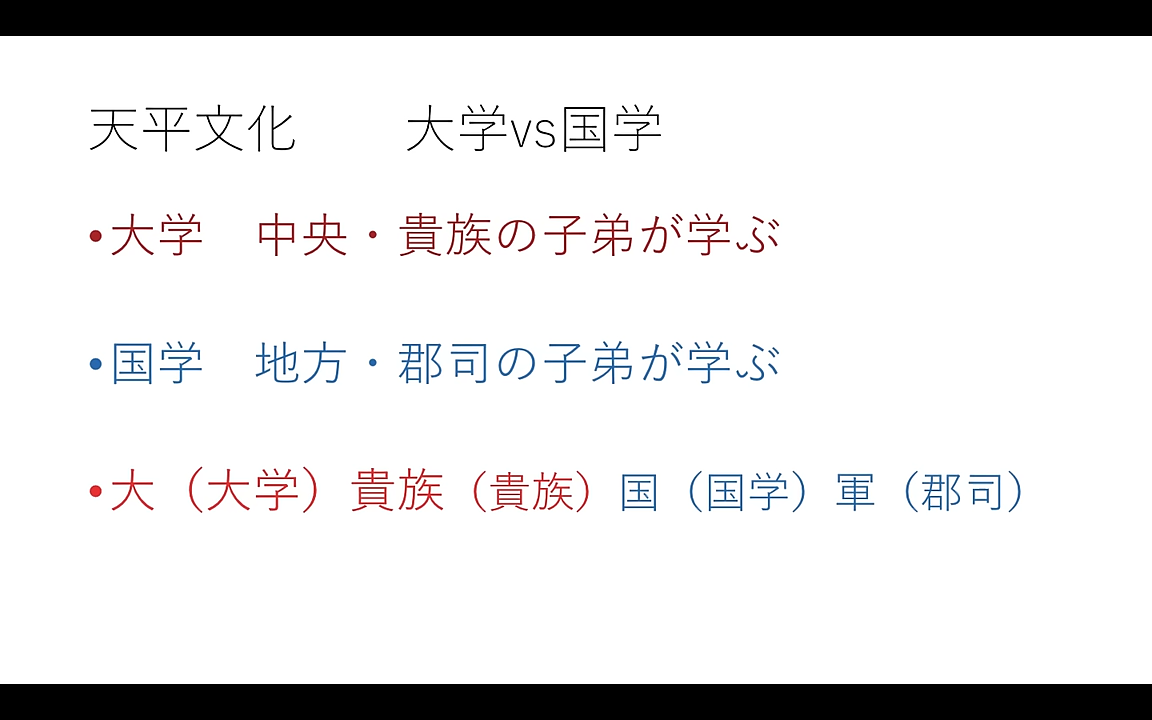 天平文化　　大学vs国学
•大学　中央・貴族の子弟が学ぶ
•国学　地方・郡司の子弟が学ぶ
•大（大学）貴族（貴族）国（国学）軍（郡司）